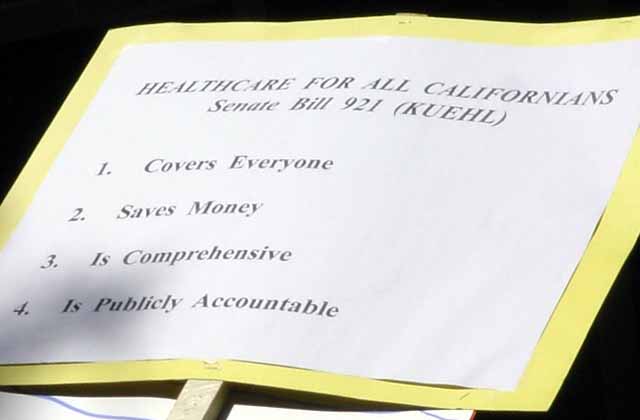 HEALTHCARE FOR ALL CALIFORNIANS
Senate Bill 921 (KUEHL)
1. Covers Everyone
2. Saves Money
3. Is Comprehensive
4. Is Publicly Accountable